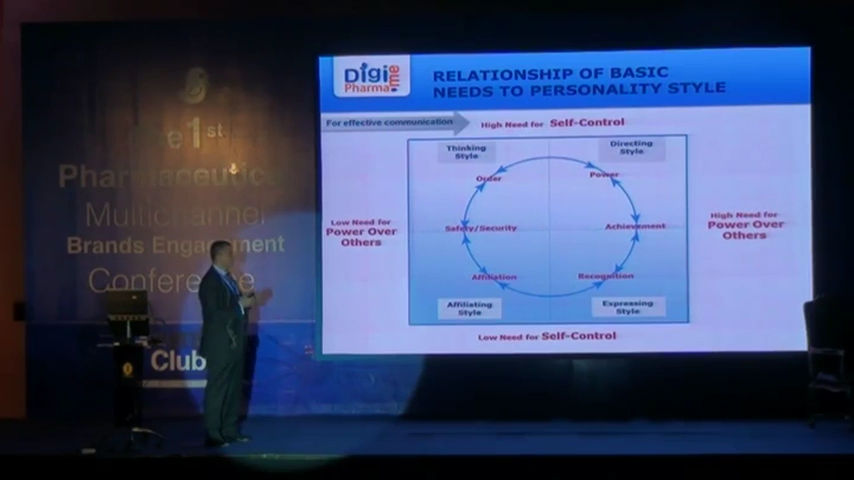 1st
Pharmaceutical
Multichannel
Brands Engagement
Conference
Club
Digi
Pharma
me
RELATIONSHIP OF BASIC
NEEDS TO PERSONALITY STYLE
For effective communication
High Need for Self-Control
Thinking
Style
Directing
Style
Order
Power
Low Need for
Power Over
Others
Safety/Security
Achievement
High Need for
Power Over
Others
Affiliation
Recognition
Affiliating
Style
Expressing
Style
Low Need for Self-Control